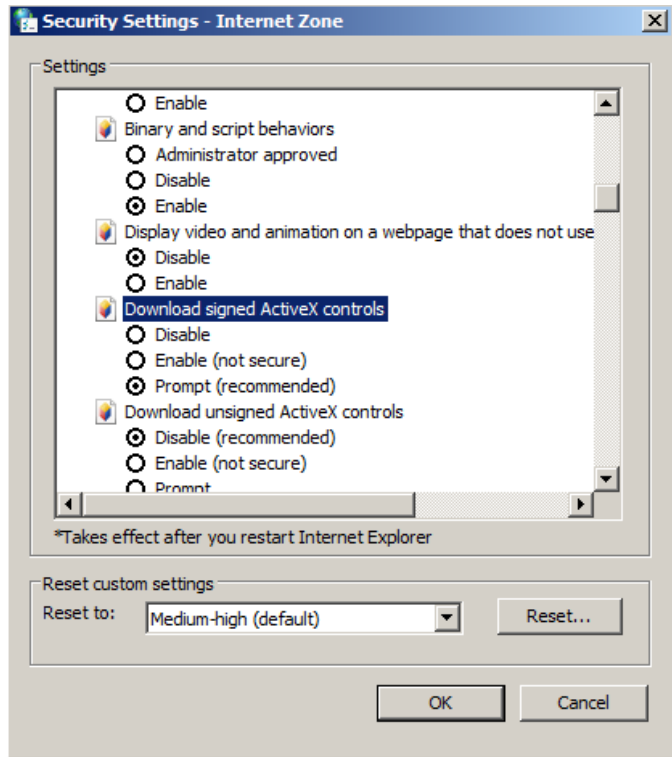 Security Settings - Internet Zone
Settings
Enable
Binary and script behaviors
Administrator approved
Disable
Enable
Display video and animation on a webpage that does not use
Disable
Enable
Download signed ActiveX controls
Disable
Enable (not secure)
Prompt (recommended)
Download unsigned ActiveX controls
Disable (recommended)
Enable (not secure)
Prompt
*Takes effect after you restart Internet Explorer
Reset custom settings
Reset to: Medium-high (default) Reset...
OK Cancel